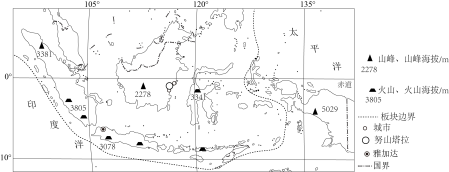 105° 120° 135°
太
平
洋
3381
0°
赤道
2278
3341
印
度
洋
3805
5029
3078
10°
山峰、山峰海拔/m
2278
火山、火山海拔/m
3805
板块边界
城市
努山塔拉
雅加达
国界